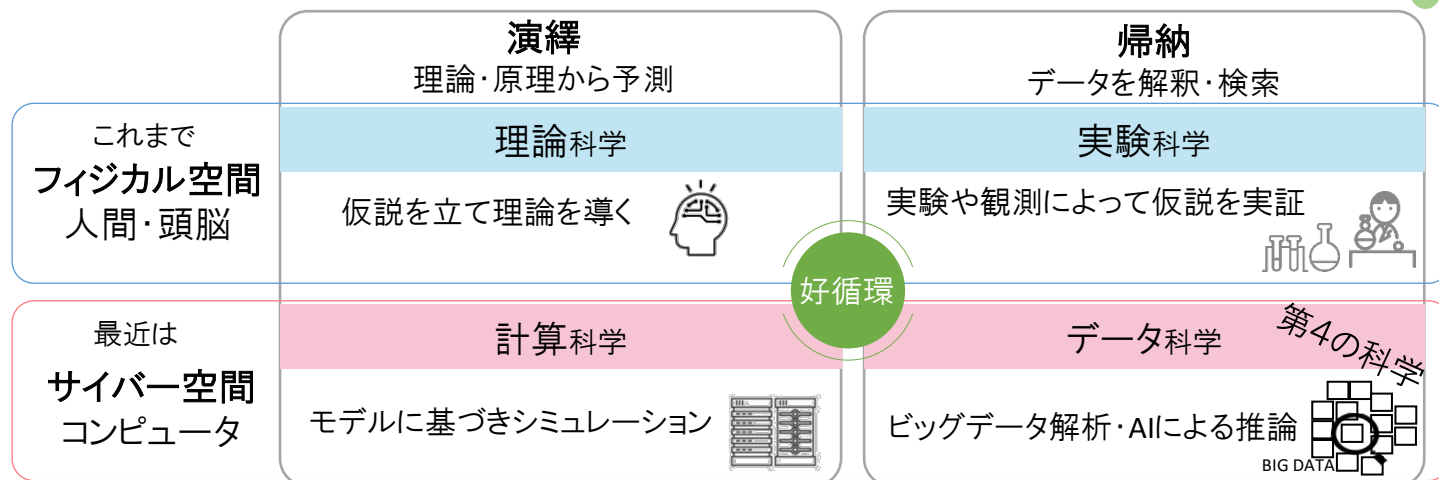 演繹
理論・原理から予測
帰納
データを解釈・検索
これまで
フィジカル空間
人間・頭脳
理論科学
仮説を立て理論を導く
実験科学
実験や観測によって仮説を実証
好循環
最近は
サイバー空間
コンピュータ
計算科学
モデルに基づきシミュレーション
データ科学
第4の科学
ビッグデータ解析・AIによる推論
BIG DATA